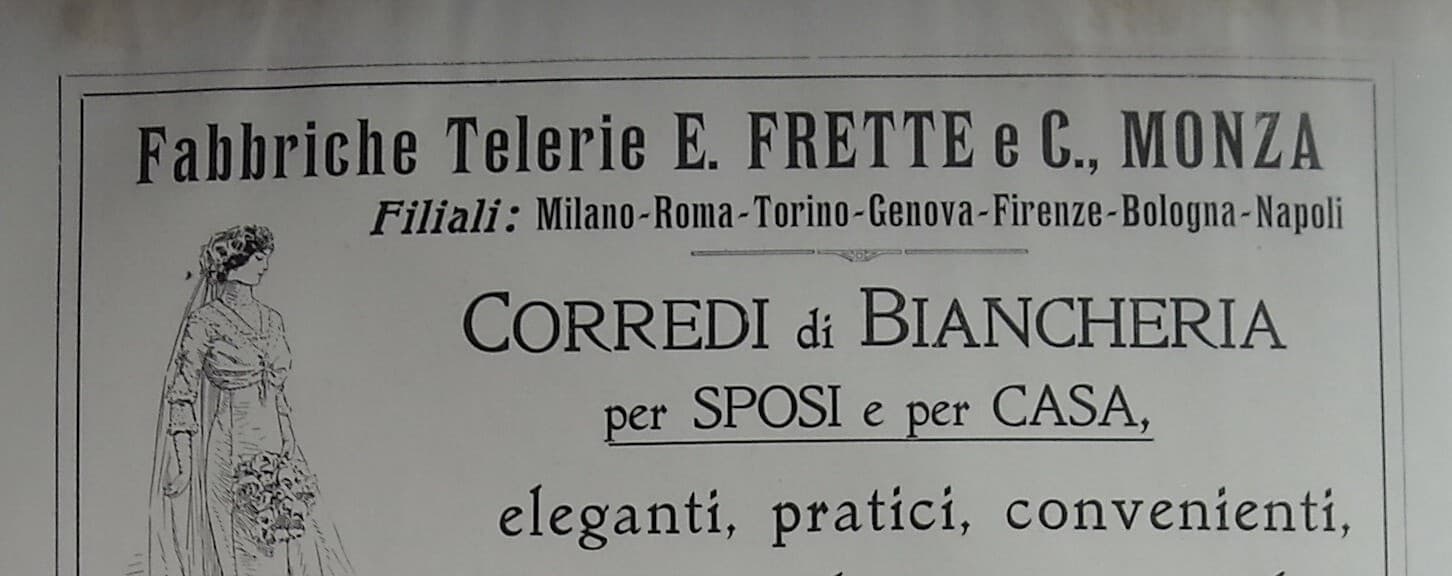 Fabbriche Telerie E. FRETTE e C., MONZA
Filiali: Milano-Roma-Torino-Genova-Firenze-Bologna-Napoli
CORREDI di BIANCHERIA
per SPOSI e per CASA,
eleganti, pratici, convenienti,